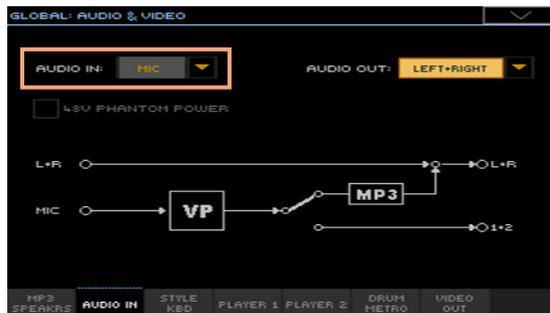 GLOBAL: AUDIO & VIDEO
AUDIO IN: MIC
AUDIO OUT: LEFT+RIGHT
48V PHANTOM POWER
L+R
L+R
MIC
VP
MP3
1+2
MP3 SPEAKRS
AUDIO IN
STYLE KBD
PLAYER 1
PLAYER 2
DRUM METRO
VIDEO OUT